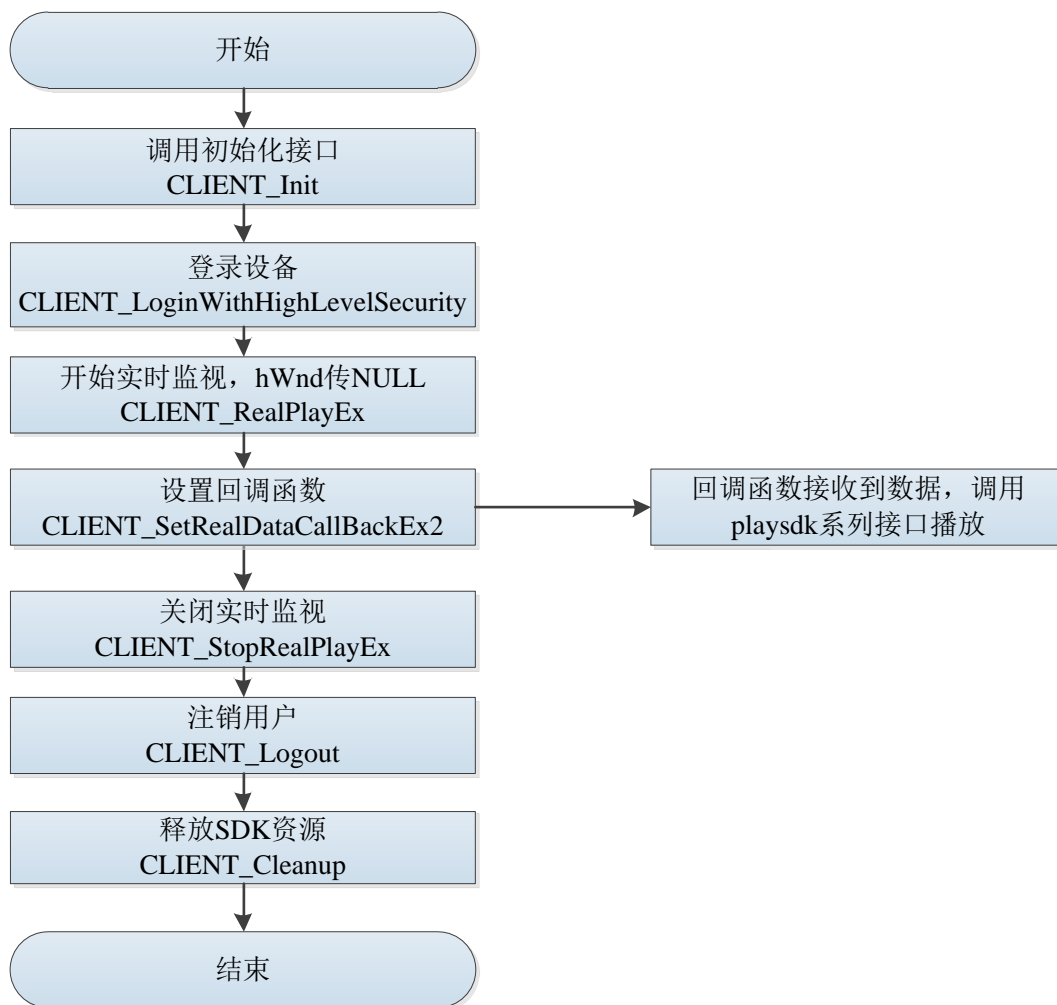 开始
调用初始化接口
CLIENT_Init
登录设备
CLIENT_LoginWithHighLevelSecurity
开始实时监视，hWnd传NULL
CLIENT_RealPlayEx
设置回调函数
CLIENT_SetRealDataCallBackEx2
回调函数接收到数据，调用
playsdk系列接口播放
关闭实时监视
CLIENT_StopRealPlayEx
注销用户
CLIENT_Logout
释放SDK资源
CLIENT_Cleanup
结束